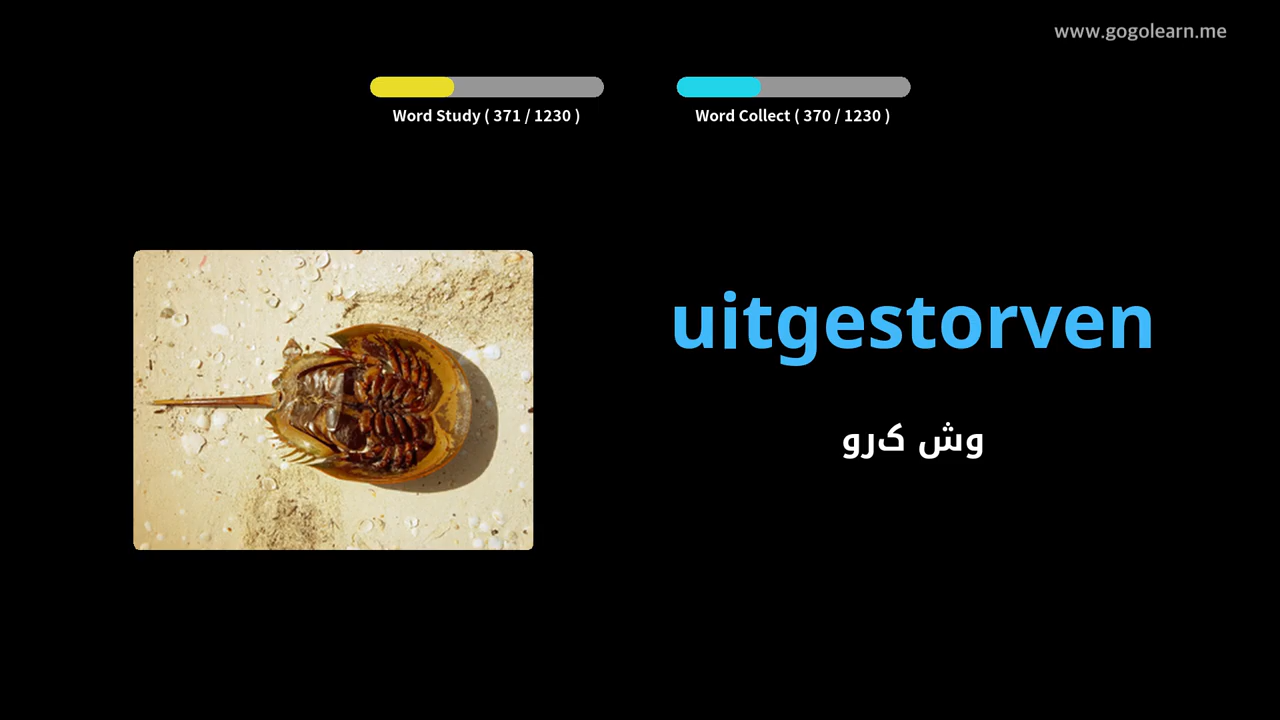 www.gogolearn.me
Word Study ( 371 / 1230 )
Word Collect ( 370 / 1230 )
uitgestorven
وش کرو